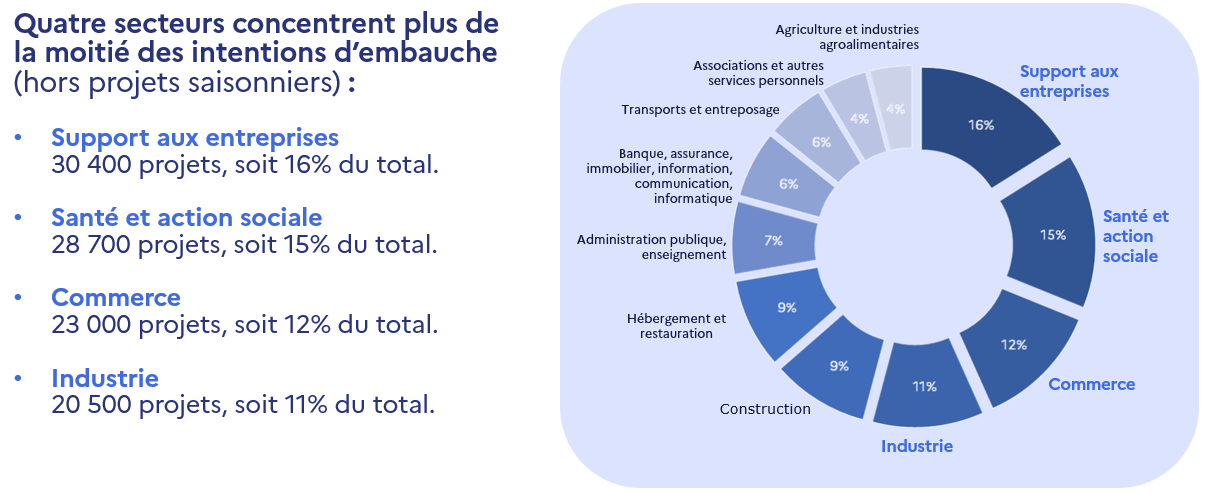 Quatre secteurs concentrent plus de
la moitié des intentions d’embauche
(hors projets saisonniers) :
• Support aux entreprises
30 400 projets, soit 16% du total.
• Santé et action sociale
28 700 projets, soit 15% du total.
• Commerce
23 000 projets, soit 12% du total.
• Industrie
20 500 projets, soit 11% du total.
Agriculture et industries
agroalimentaires
4%
Associations et autres
services personnels
4%
Transports et entreposage
6%
Banque, assurance,
immobilier, information,
communication,
informatique
6%
Administration publique,
enseignement
7%
Hébergement et
restauration
9%
Construction
9%
Industrie
11%
Commerce
12%
Santé et
action
sociale
15%
Support aux
entreprises
16%